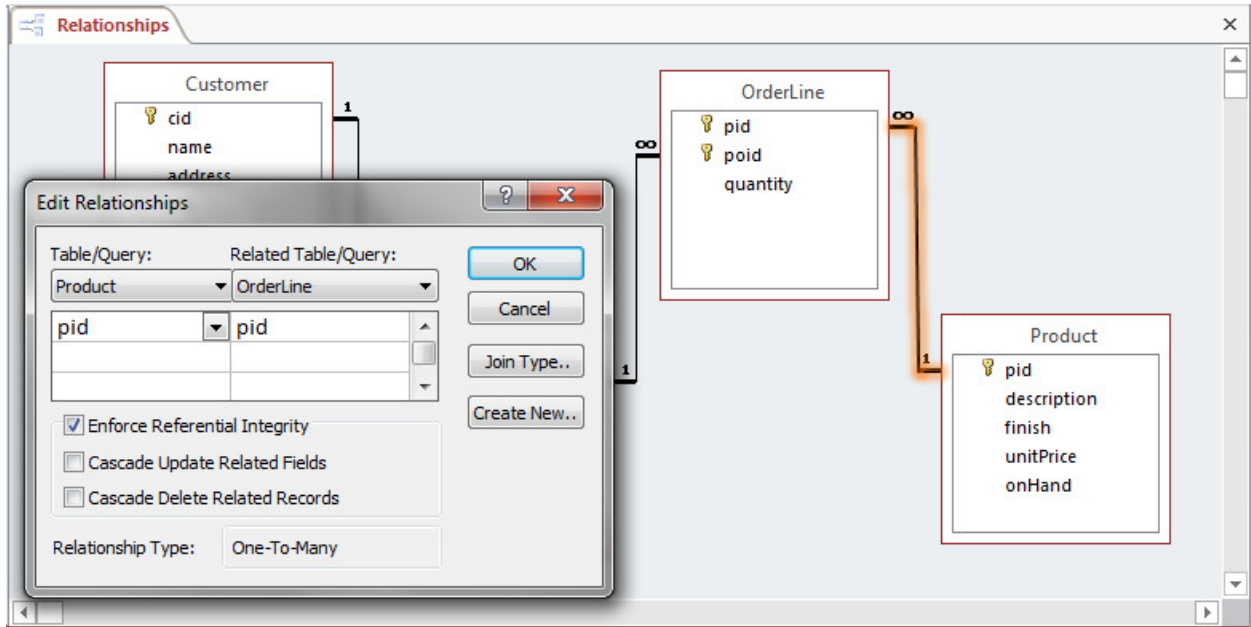 Relationships
Customer
cid
name
address
1
Edit Relationships
Table/Query: Related Table/Query:
Product OrderLine
pid pid
Enforce Referential Integrity
Cascade Update Related Fields
Cascade Delete Related Records
Relationship Type: One-To-Many
OK
Cancel
Join Type..
Create New..
1
∞
OrderLine
pid
poid
quantity
∞
1
Product
pid
description
finish
unitPrice
onHand